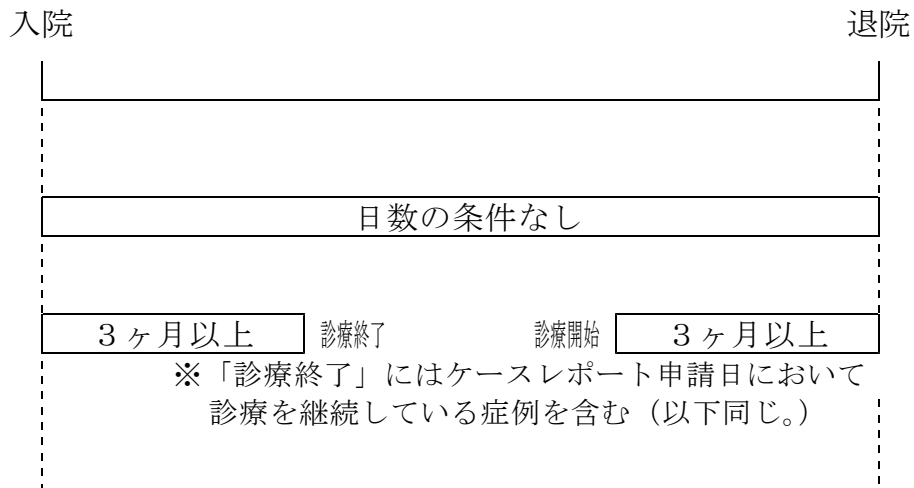 入院 退院
日数の条件なし
3ヶ月以上 診療終了 診療開始 3ヶ月以上
※「診療終了」にはケースレポート申請日において
診療を継続している症例を含む（以下同じ。）